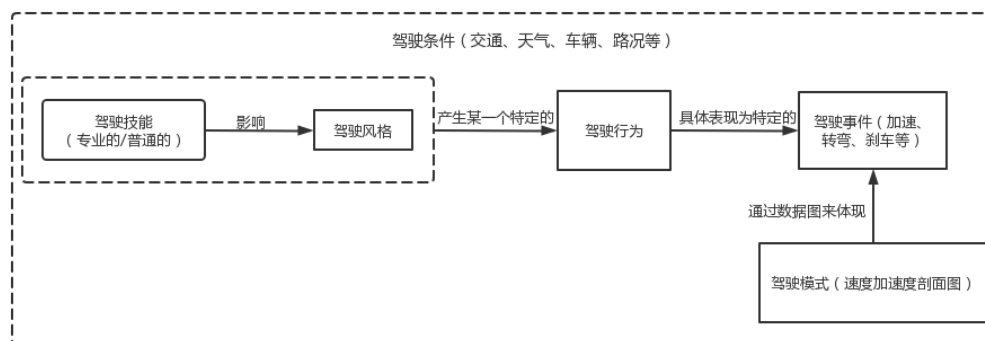 驾驶条件（交通、天气、车辆、路况等）
驾驶技能
（专业的/普通的）
影响
驾驶风格
产生某一个特定的
驾驶行为
具体表现为特定的
驾驶事件（加速、
转弯、刹车等）
通过数据图来体现
驾驶模式（速度加速度剖面图）